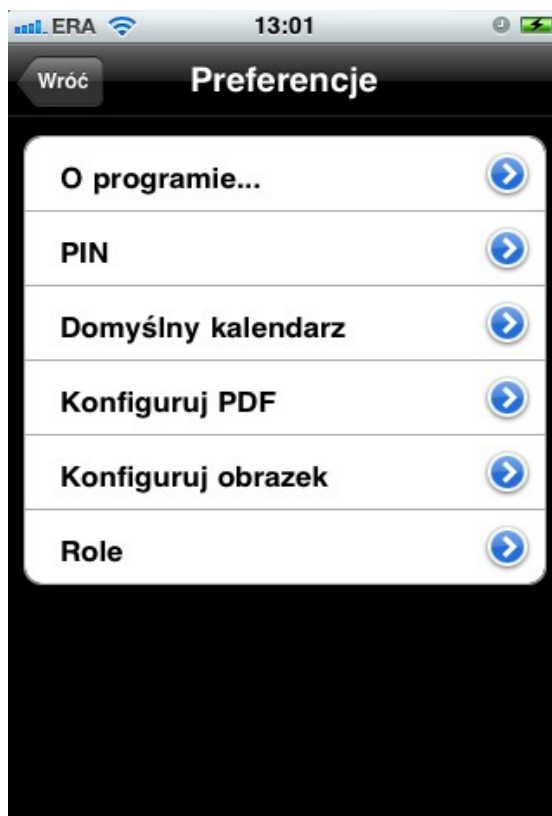 ERA 13:01
Wróć Preferencje
O programie...
PIN
Domyślny kalendarz
Konfiguruj PDF
Konfiguruj obrazek
Role